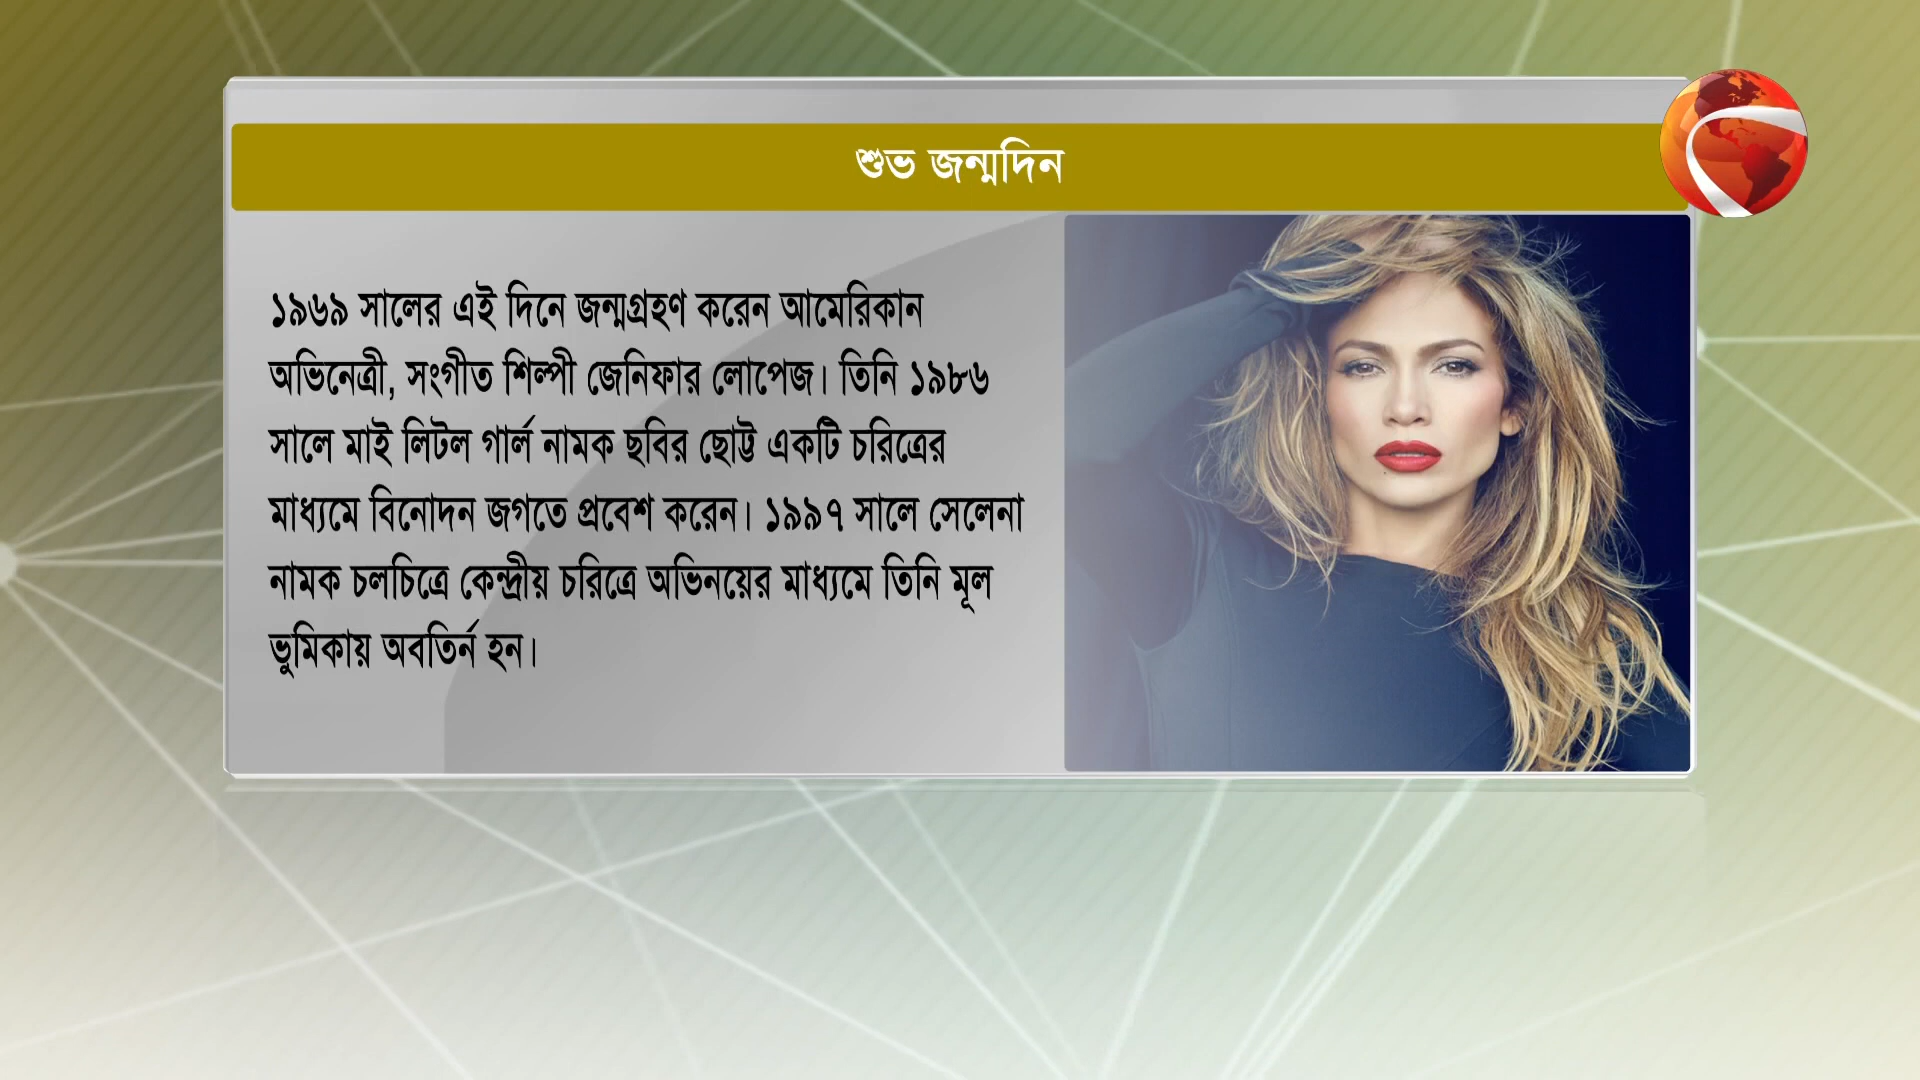 শুভ জন্মদিন
১৯৬৯ সালের এই দিনে জন্মগ্রহণ করেন আমেরিকান
অভিনেত্রী, সংগীত শিল্পী জেনিফার লোপেজ। তিনি ১৯৮৬
সালে মাই লিটল গার্ল নামক ছবির ছোট্ট একটি চরিত্রের
মাধ্যমে বিনোদন জগতে প্রবেশ করেন। ১৯৯৭ সালে সেলেনা
নামক চলচিত্রে কেন্দ্রীয় চরিত্রে অভিনয়ের মাধ্যমে তিনি মূল
ভুমিকায় অবতির্ন হন।